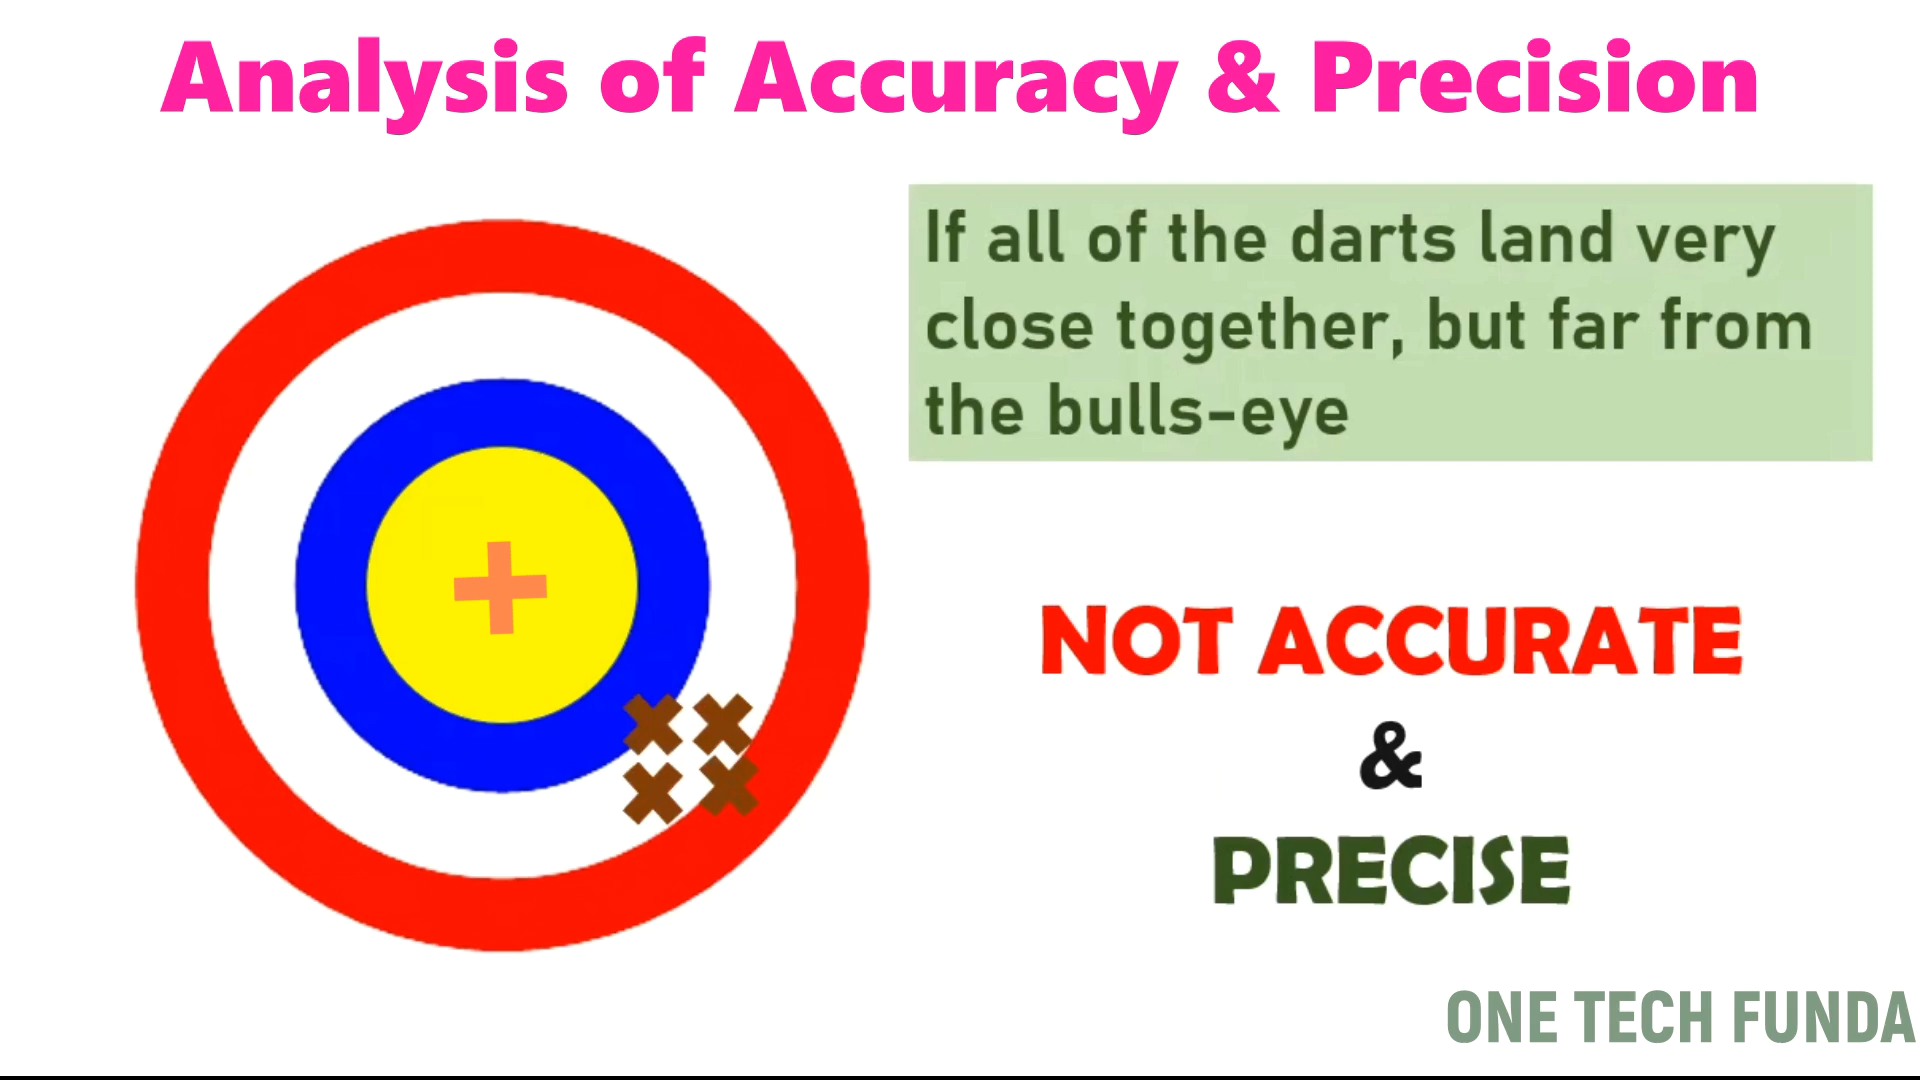 Analysis of Accuracy & Precision
If all of the darts land very
close together, but far from
the bulls-eye
NOT ACCURATE
&
PRECISE
ONE TECH FUNDA